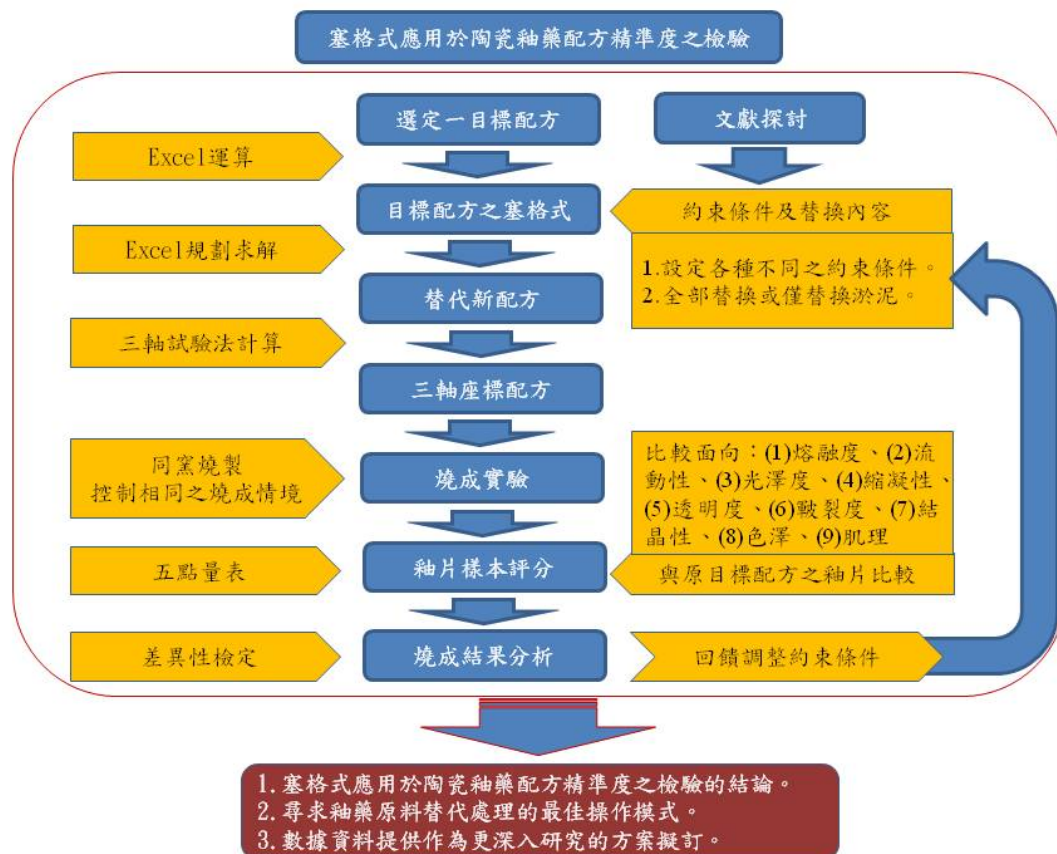 塞格式應用於陶瓷釉藥配方精準度之檢驗
選定一目標配方
文獻探討
Excel運算
目標配方之塞格式
約束條件及替換內容
Excel規劃求解
1.設定各種不同之約束條件。
2.全部替換或僅替換淤泥。
替代新配方
三軸試驗法計算
三軸座標配方
同窯燒製
控制相同之燒成情境
燒成實驗
比較面向：(1)熔融度、(2)流
動性、(3)光澤度、(4)縮凝性、
(5)透明度、(6)皸裂度、(7)結
晶性、(8)色澤、(9)肌理
五點量表
釉片樣本評分
與原目標配方之釉片比較
差異性檢定
燒成結果分析
回饋調整約束條件
1.塞格式應用於陶瓷釉藥配方精準度之檢驗的結論。
2.尋求釉藥原料替代處理的最佳操作模式。
3.數據資料提供作為更深入研究的方案擬訂。